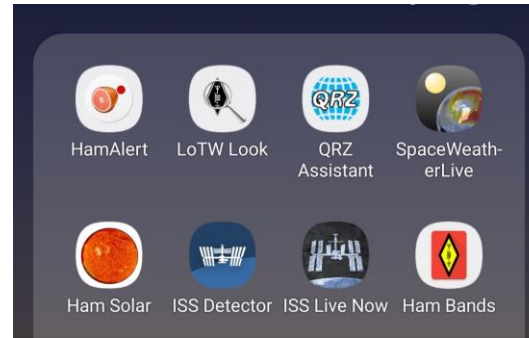 HamAlert
LoTW Look
QRZ
QRZ
Assistant
SpaceWeath-
erLive
Ham Solar
ISS Detector
ISS Live Now
Ham Bands